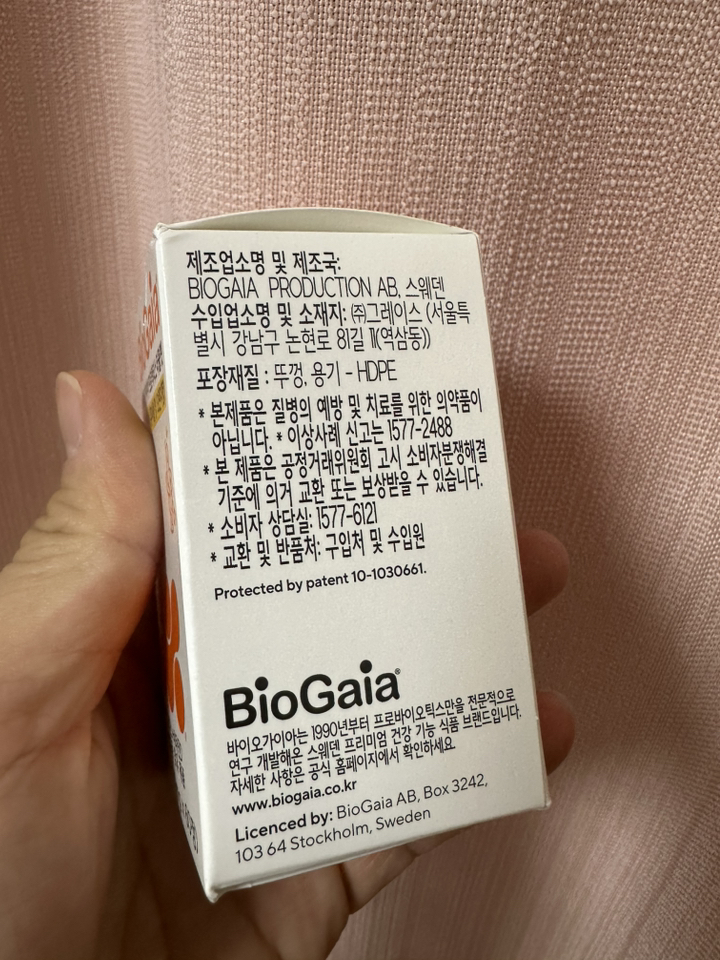 제조업소명 및 제조국:
BIOGAIA PRODUCTION AB, 스웨덴
수입업소명 및 소재지: ㈜그레이스 (서울특
별시 강남구 논현로 81길 11(역삼동))
포장재질 : 뚜껑, 용기 - HDPE
* 본제품은 질병의 예방 및 치료를 위한 의약품이
아닙니다. * 이상사례 신고는 1577-2488
* 본 제품은 공정거래위원회 고시 소비자분쟁해결
기준에 의거 교환 또는 보상받을 수 있습니다.
* 소비자 상담실: 1577-6121
* 교환 및 반품처: 구입처 및 수입원
Protected by patent 10-1030661.
BioGaia®
바이오가이아는 1990년부터 프로바이오틱스만을 전문적으로
연구 개발해온 스웨덴 프리미엄 건강 기능 식품 브랜드입니다.
자세한 사항은 공식 홈페이지에서 확인하세요.
www.biogaia.co.kr
Licenced by: BioGaia AB, Box 3242,
103 64 Stockholm, Sweden
BioGaia